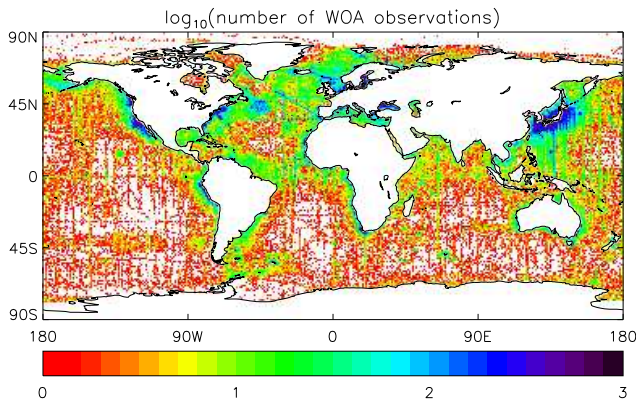 log₁₀(number of WOA observations)
90N
45N
0
45S
90S
180 90W 0 90E 180
0 1 2 3